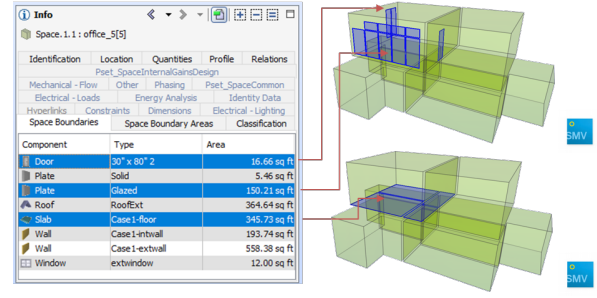 Info
Space.1.1 : office_5[5]
Identification Location Quantities Profile Relations
Pset_SpaceInternalGainsDesign
Mechanical - Flow Other Phasing Pset_SpaceCommon
Electrical - Loads Energy Analysis Identity Data
Hyperlinks Constraints Dimensions Electrical - Lighting
Space Boundaries Space Boundary Areas Classification
Component Type Area
Door 30" x 80" 2 16.66 sq ft
Plate Solid 5.46 sq ft
Plate Glazed 150.21 sq ft
Roof RoofExt 364.64 sq ft
Slab Case1-floor 345.73 sq ft
Wall Case1-intwall 193.74 sq ft
Wall Case1-extwall 558.38 sq ft
Window extwindow 12.00 sq ft
SMV
SMV